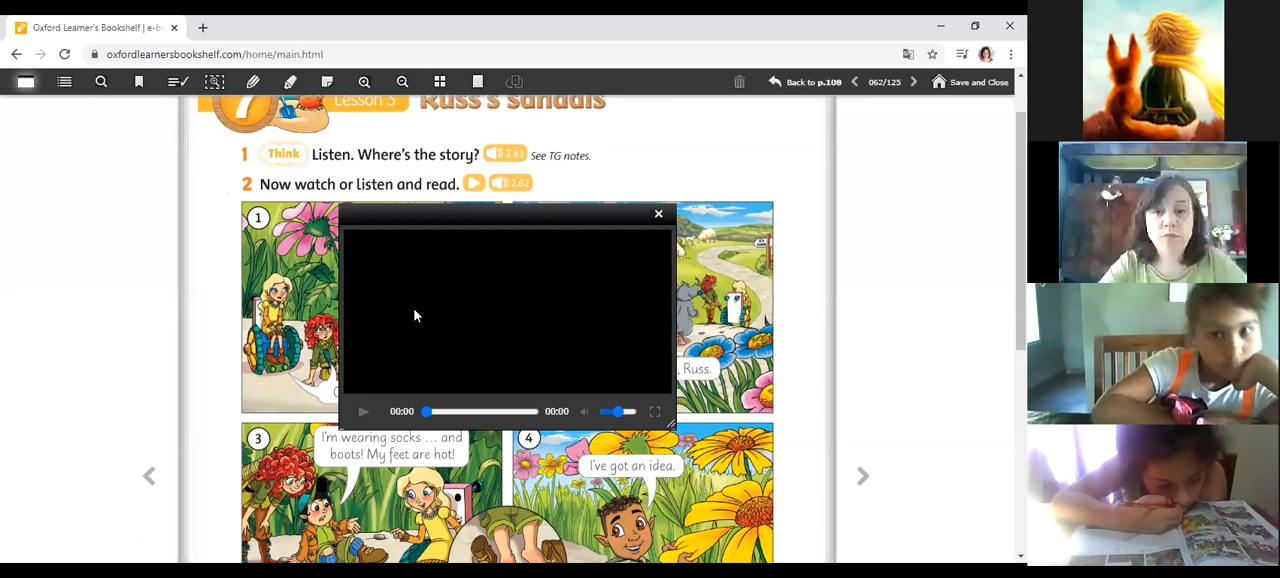 Oxford Learner's Bookshelf | e-bo
oxfordlearnersbookshelf.com/home/main.html
Back to p.108
062/125
Save and Close
7
Lesson 3
Russ's sandals
1 Think Listen. Where's the story? 2.61 See TG notes.
2 Now watch or listen and read. 2.62
1
, Russ.
00:00
00:00
3
I'm wearing socks ... and
boots! My feet are hot!
4
I've got an idea.